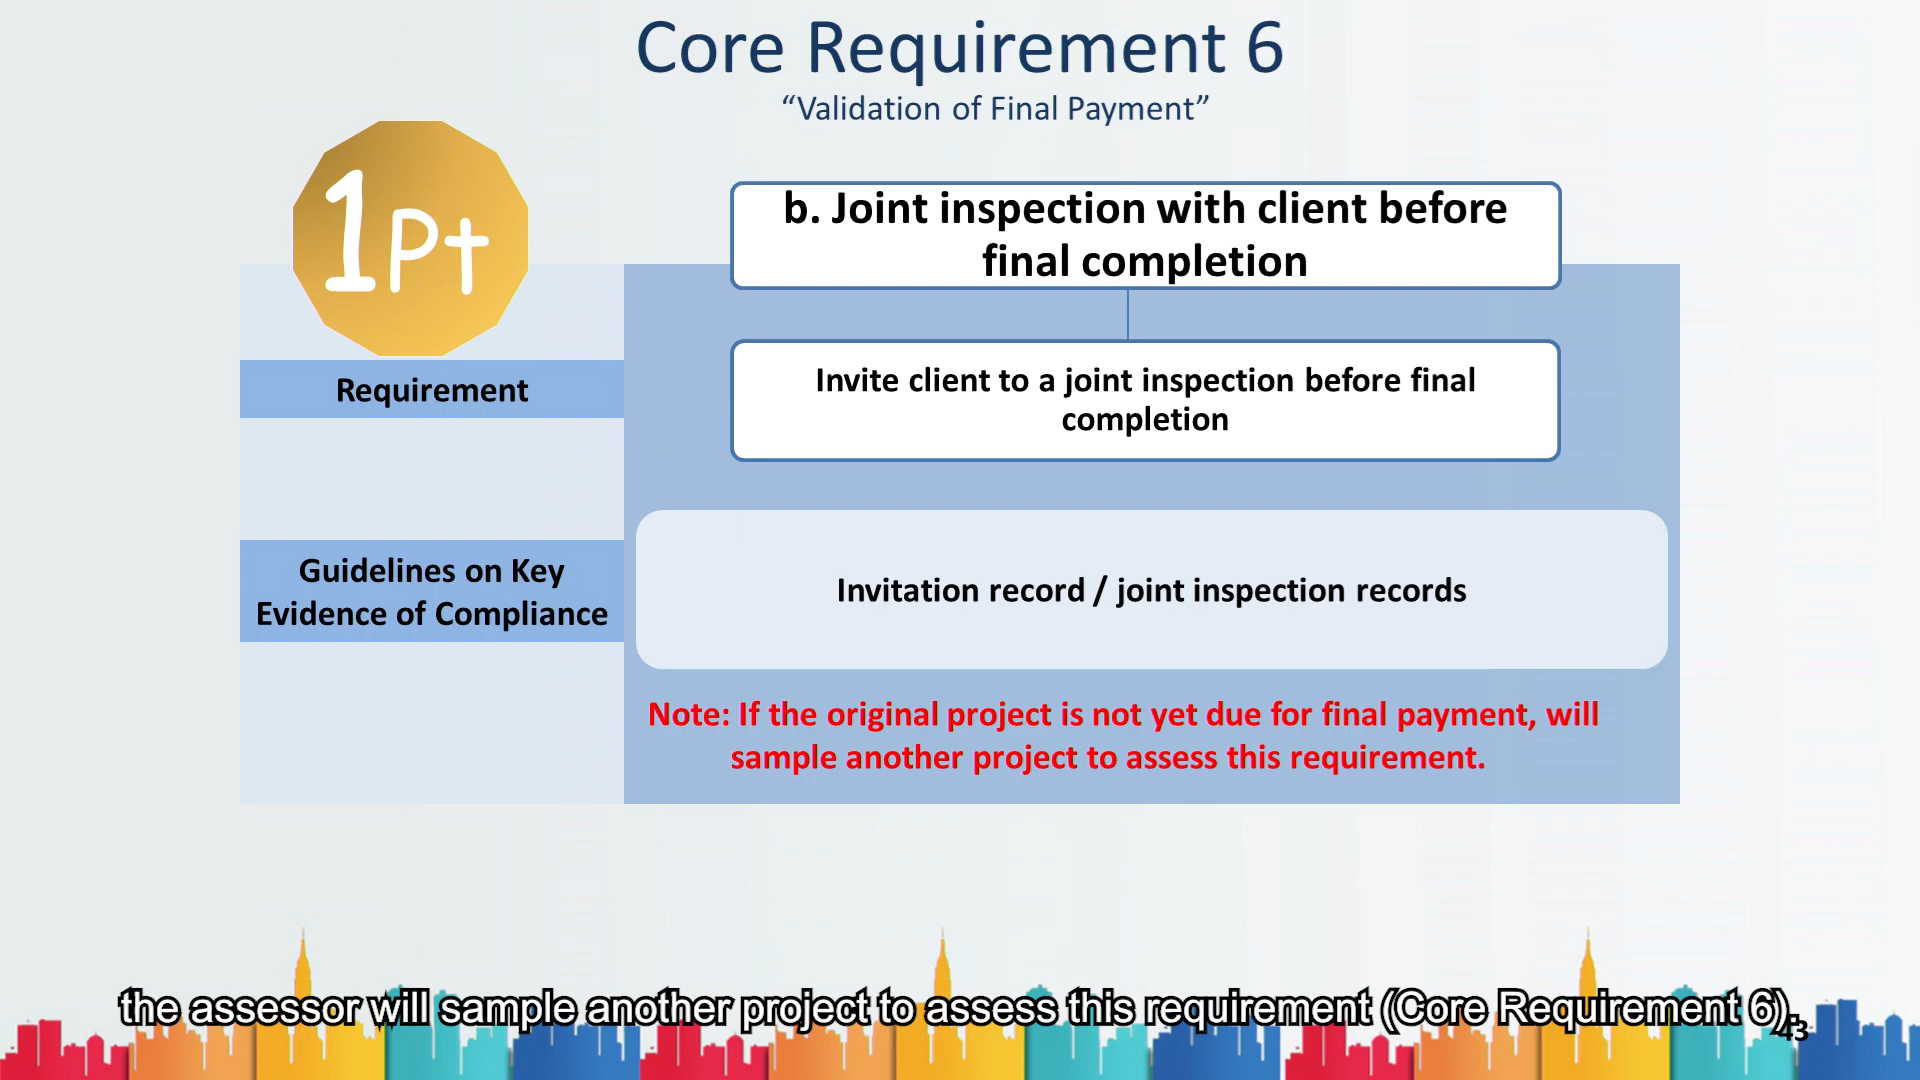 Core Requirement 6
“Validation of Final Payment”
1Pt
b. Joint inspection with client before
final completion
Requirement
Invite client to a joint inspection before final
completion
Guidelines on Key
Evidence of Compliance
Invitation record / joint inspection records
Note: If the original project is not yet due for final payment, will
sample another project to assess this requirement.
the assessor will sample another project to assess this requirement (Core Requirement 6).
43